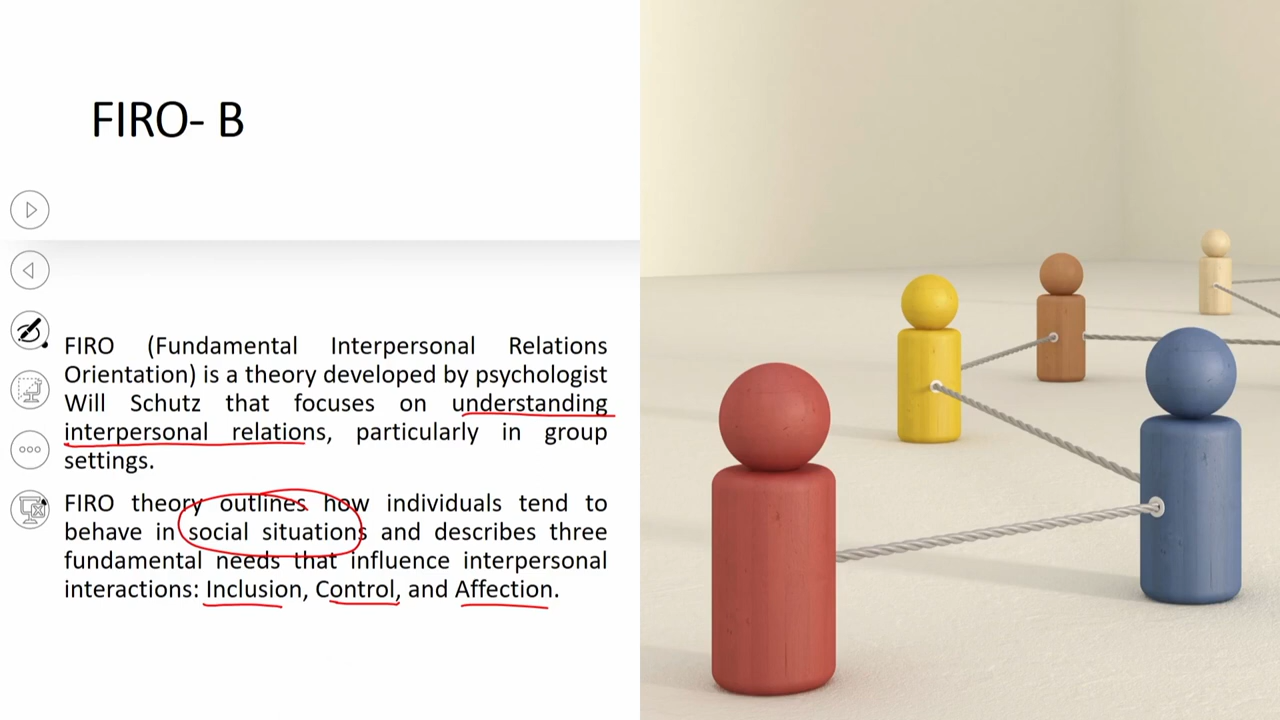 FIRO- B
FIRO (Fundamental Interpersonal Relations
Orientation) is a theory developed by psychologist
Will Schutz that focuses on understanding
interpersonal relations, particularly in group
settings.
FIRO theory outlines how individuals tend to
behave in social situations and describes three
fundamental needs that influence interpersonal
interactions: Inclusion, Control, and Affection.